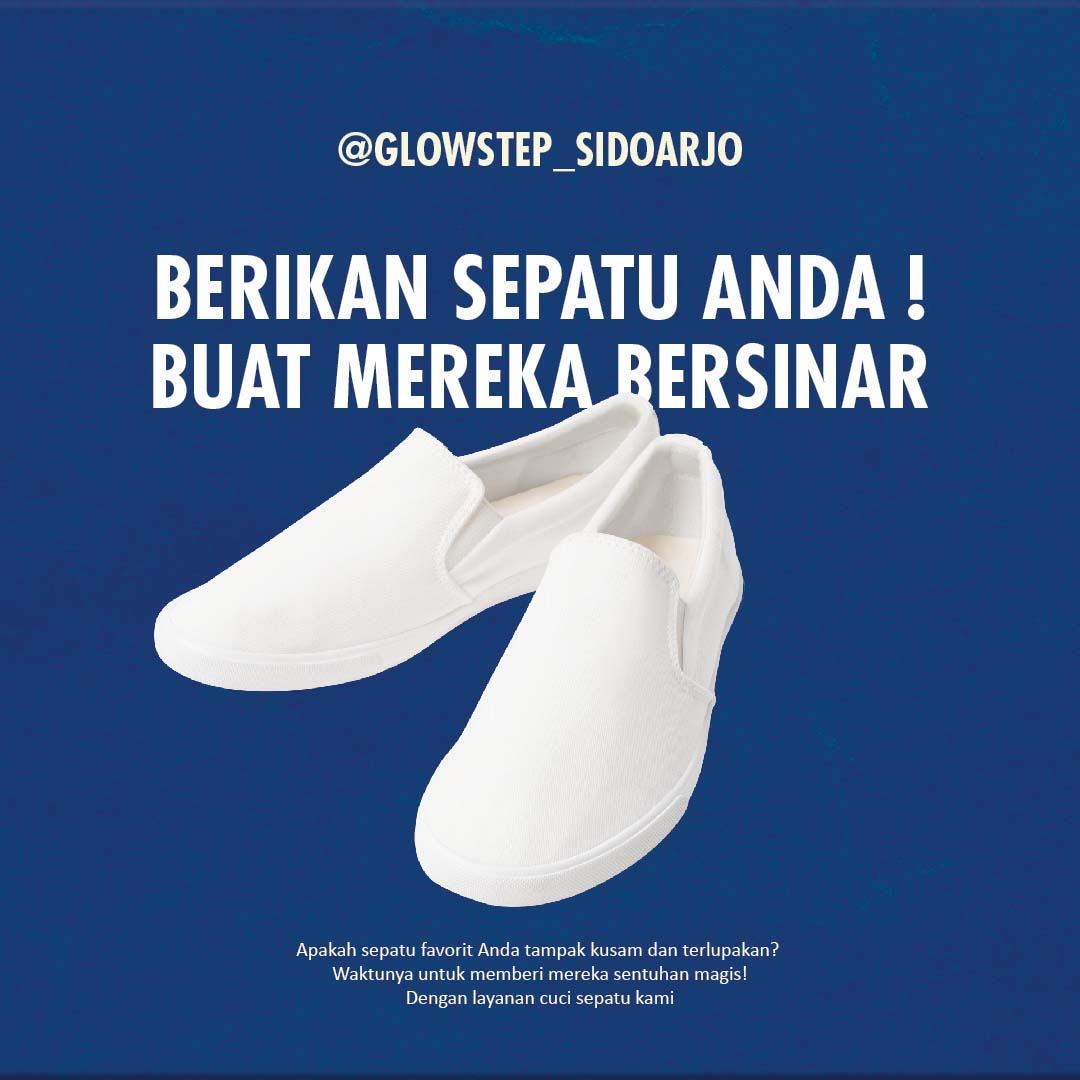 @GLOWSTEP_SIDOARJO
BERIKAN SEPATU ANDA !
BUAT MEREKA BERSINAR
Apakah sepatu favorit Anda tampak kusam dan terlupakan?
Waktunya untuk memberi mereka sentuhan magis!
Dengan layanan cuci sepatu kami